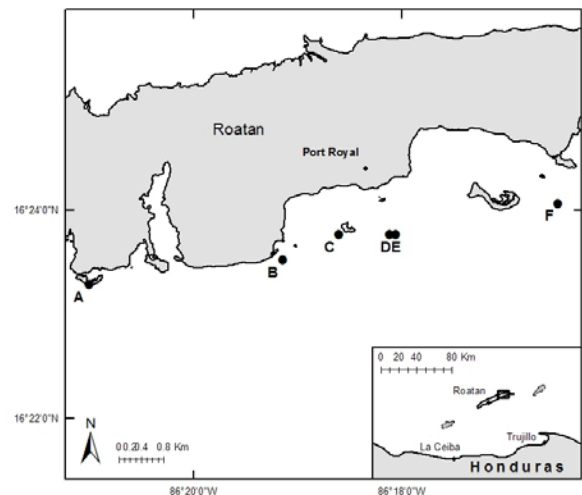 Roatan
Port Royal
16°24'0"N
F
C
DE
B
A
0 20 40 80 Km
Roatan
16°22'0"N
N
0 0.2 0.4 0.8 Km
Trujillo
La Ceiba
Honduras
86°20'0"W
86°18'0"W